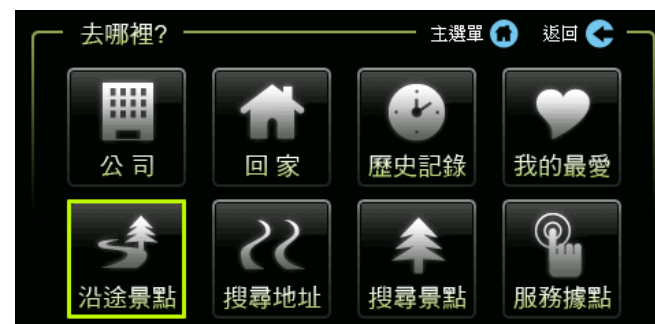 去哪裡? 主選單 返回
公司 回家 歷史記錄 我的最愛
沿途景點 搜尋地址 搜尋景點 服務據點